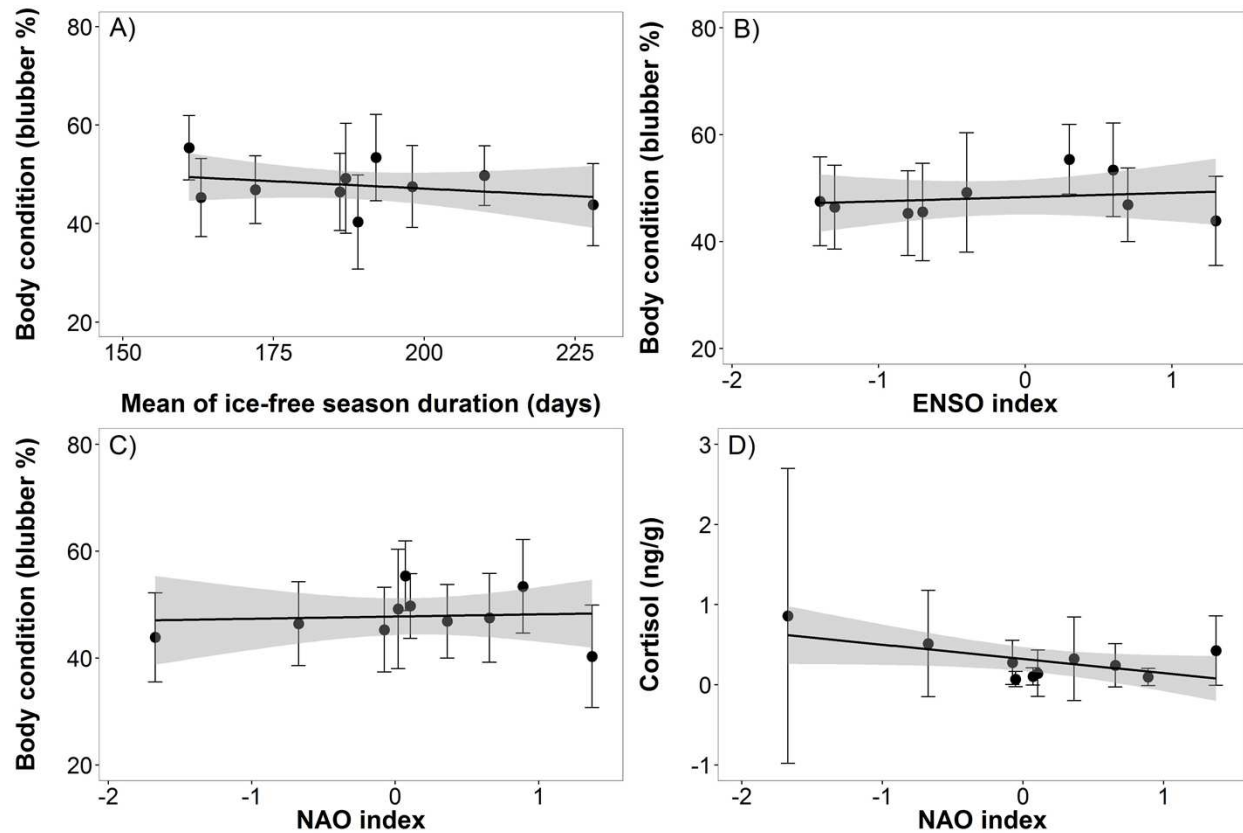 A)
Body condition (blubber %)
80
60
40
20
150 175 200 225
Mean of ice-free season duration (days)
B)
Body condition (blubber %)
80
60
40
20
-2 -1 0 1
ENSO index
C)
Body condition (blubber %)
80
60
40
20
-2 -1 0 1
NAO index
D)
Cortisol (ng/g)
3
2
1
0
-1
-2 -1 0 1
NAO index